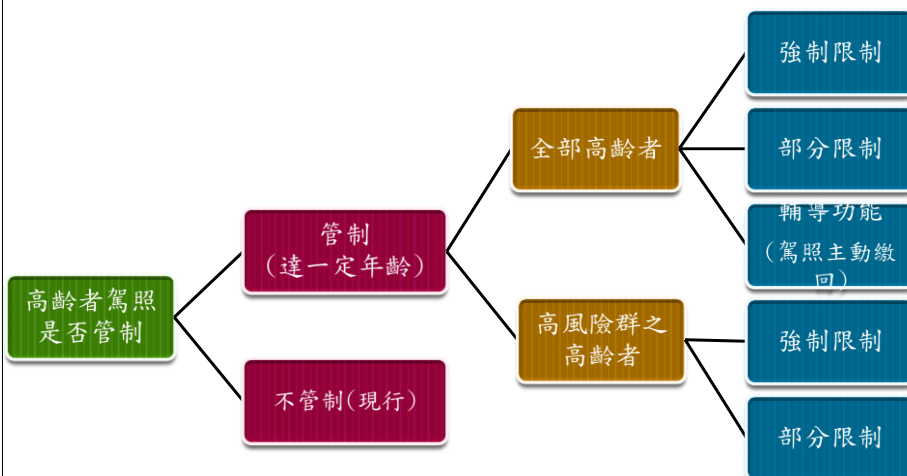 高齡者駕照
是否管制
管制
(達一定年齡)
不管制(現行)
全部高齡者
高風險群之
高齡者
強制限制
部分限制
輔導功能
(駕照主動繳
回)
強制限制
部分限制